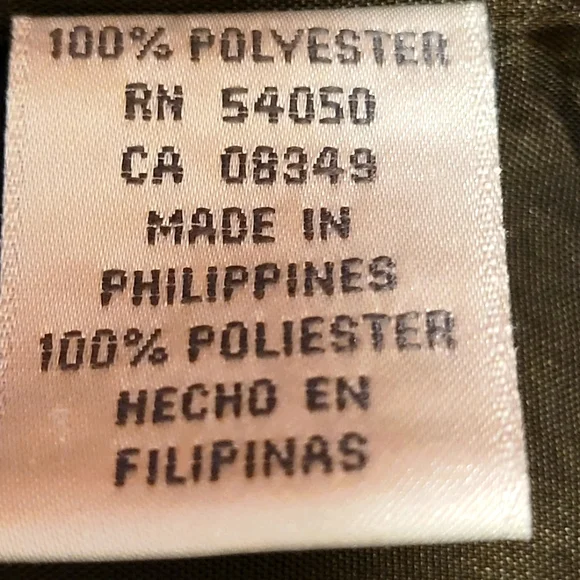 100% POLYESTER
RN 54050
CA 08349
MADE IN
PHILIPPINES
100% POLIESTER
HECHO EN
FILIPINAS